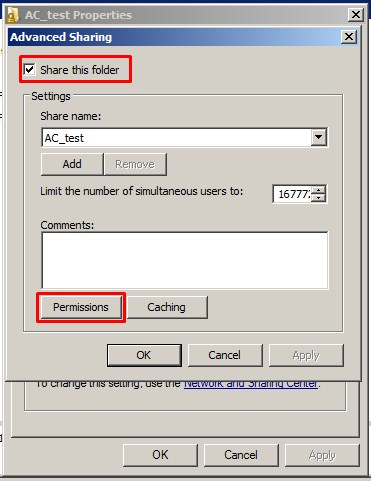 AC_test Properties
Advanced Sharing
Share this folder
Settings
Share name:
AC_test
Add Remove
Limit the number of simultaneous users to: 16777
Comments:
Permissions Caching
OK Cancel Apply
To change this setting, use the Network and Sharing Center.
OK Cancel Apply